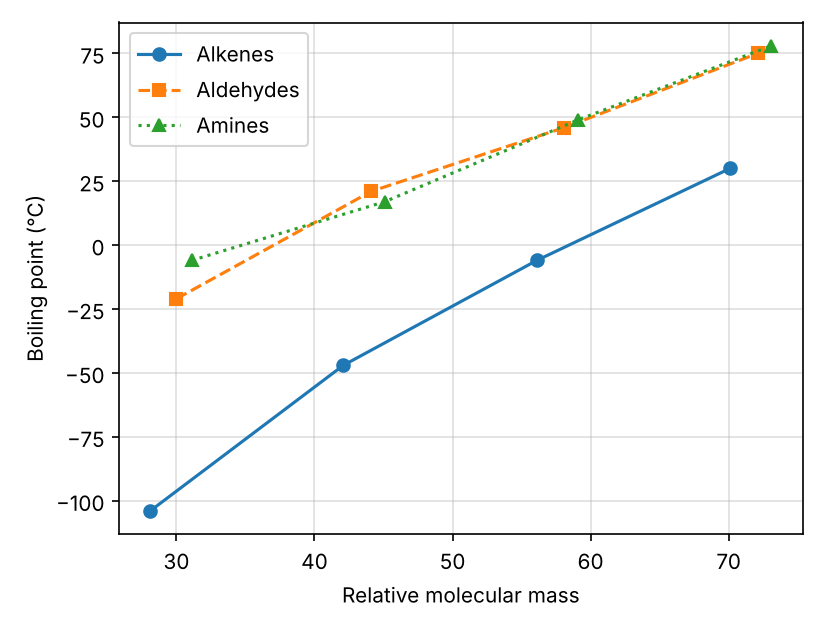 Alkenes
Aldehydes
Amines
Boiling point (°C)
75
50
25
0
−25
−50
−75
−100
30 40 50 60 70
Relative molecular mass